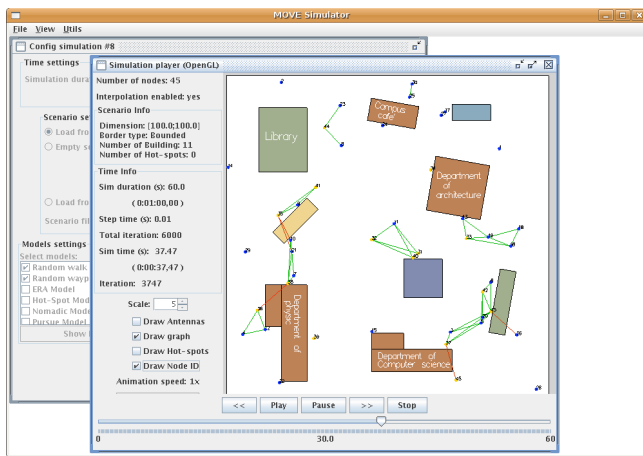 MOVE Simulator
File View Utils
Config simulation #8
Time settings
Simulation dura
Scenario se
Load fro
Empty s
Load fro
Scenario fil
Models settings
Select models:
Random walk
Random wayp
ERA Model
Hot-Spot Mod
Nomadic Mode
Pursue Model
Show
Simulation player (OpenGL)
Number of nodes: 45
Interpolation enabled: yes
Scenario Info
Dimension: [100.0;100.0]
Border type: Bounded
Number of Building: 11
Number of Hot-spots: 0
Time Info
Sim duration (s): 60.0
( 0:01:00,00 )
Step time (s): 0.01
Total iteration: 6000
Sim time (s): 37.47
( 0:00:37,47 )
Iteration: 3747
Scale: 5
Draw Antennas
Draw graph
Draw Hot-spots
Draw Node ID
Animation speed: 1x
Library
Campus
cafe'
Department
of
architecture
Department of
physic
Department of
Computer science
<< Play Pause >> Stop
0 30.0 60